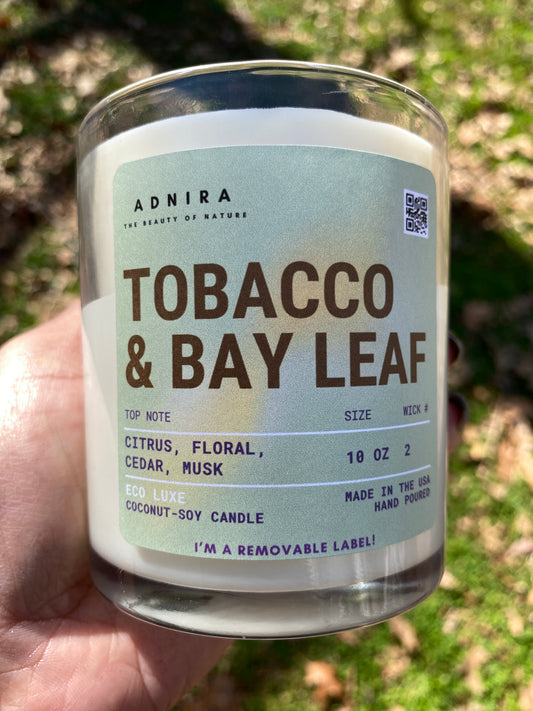 ADNIRA
THE BEAUTY OF NATURE
TOBACCO
& BAY LEAF
TOP NOTE SIZE WICK #
CITRUS, FLORAL,
CEDAR, MUSK
10 OZ 2
ECO LUXE
COCONUT-SOY CANDLE
MADE IN THE USA
HAND POURED
I'M A REMOVABLE LABEL!